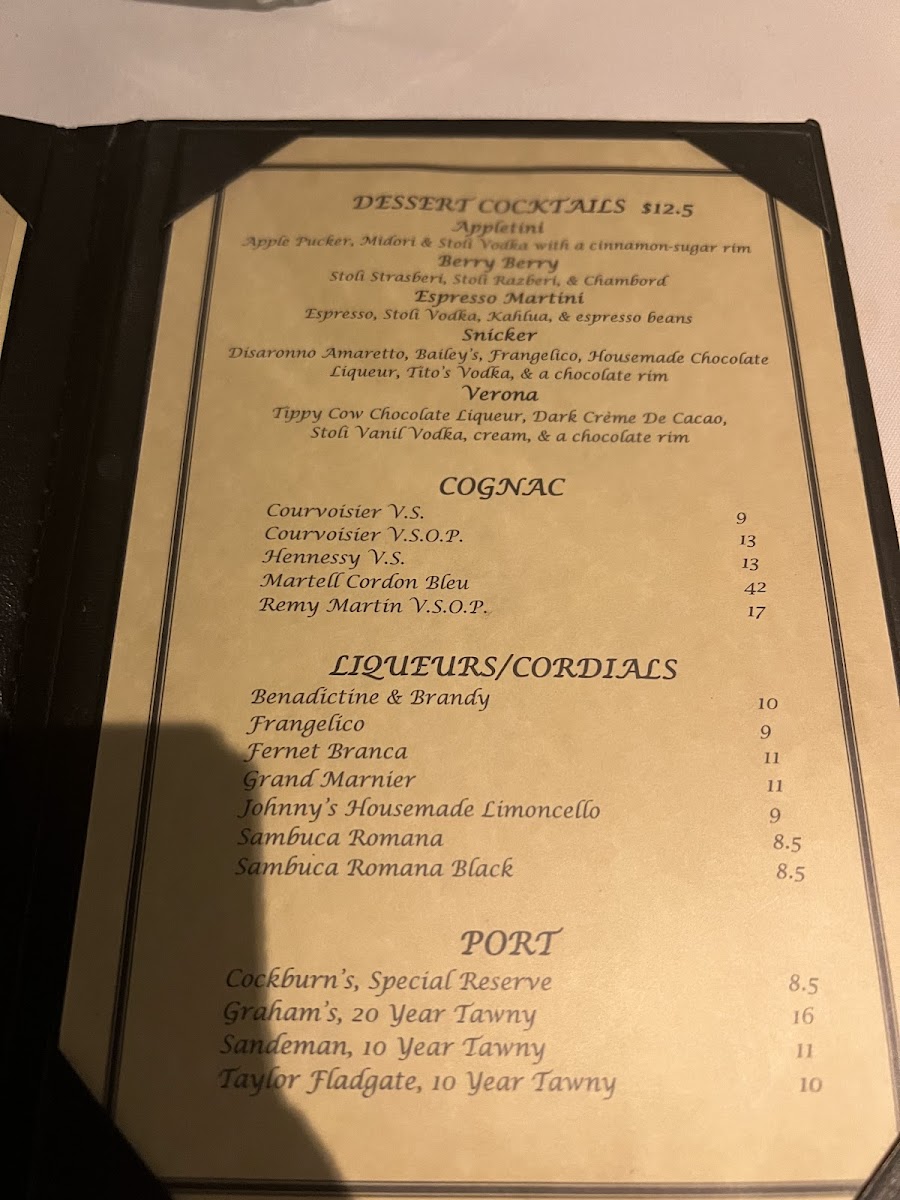 DESSERT COCKTAILS $12.5
Appletini
Apple Pucker, Midori & Stoli Vodka with a cinnamon-sugar rim
Berry Berry
Stoli Strasberi, Stoli Razberi, & Chambord
Espresso Martini
Espresso, Stoli Vodka, Kahlua, & espresso beans
Snicker
Disaronno Amaretto, Bailey's, Frangelico, Housemade Chocolate
Liqueur, Tito's Vodka, & a chocolate rim
Verona
Tippy Cow Chocolate Liqueur, Dark Crème De Cacao,
Stoli Vanil Vodka, cream, & a chocolate rim
COGNAC
Courvoisier V.S. 9
Courvoisier V.S.O.P. 13
Hennessy V.S. 13
Martell Cordon Bleu 42
Remy Martin V.S.O.P. 17
LIQUEURS/CORDIALS
Benadictine & Brandy 10
Frangelico 9
Fernet Branca 11
Grand Marnier 11
Johnny's Housemade Limoncello 9
Sambuca Romana 8.5
Sambuca Romana Black 8.5
PORT
Cockburn's, Special Reserve 8.5
Graham's, 20 Year Tawny 16
Sandeman, 10 Year Tawny 11
Taylor Fladgate, 10 Year Tawny 10